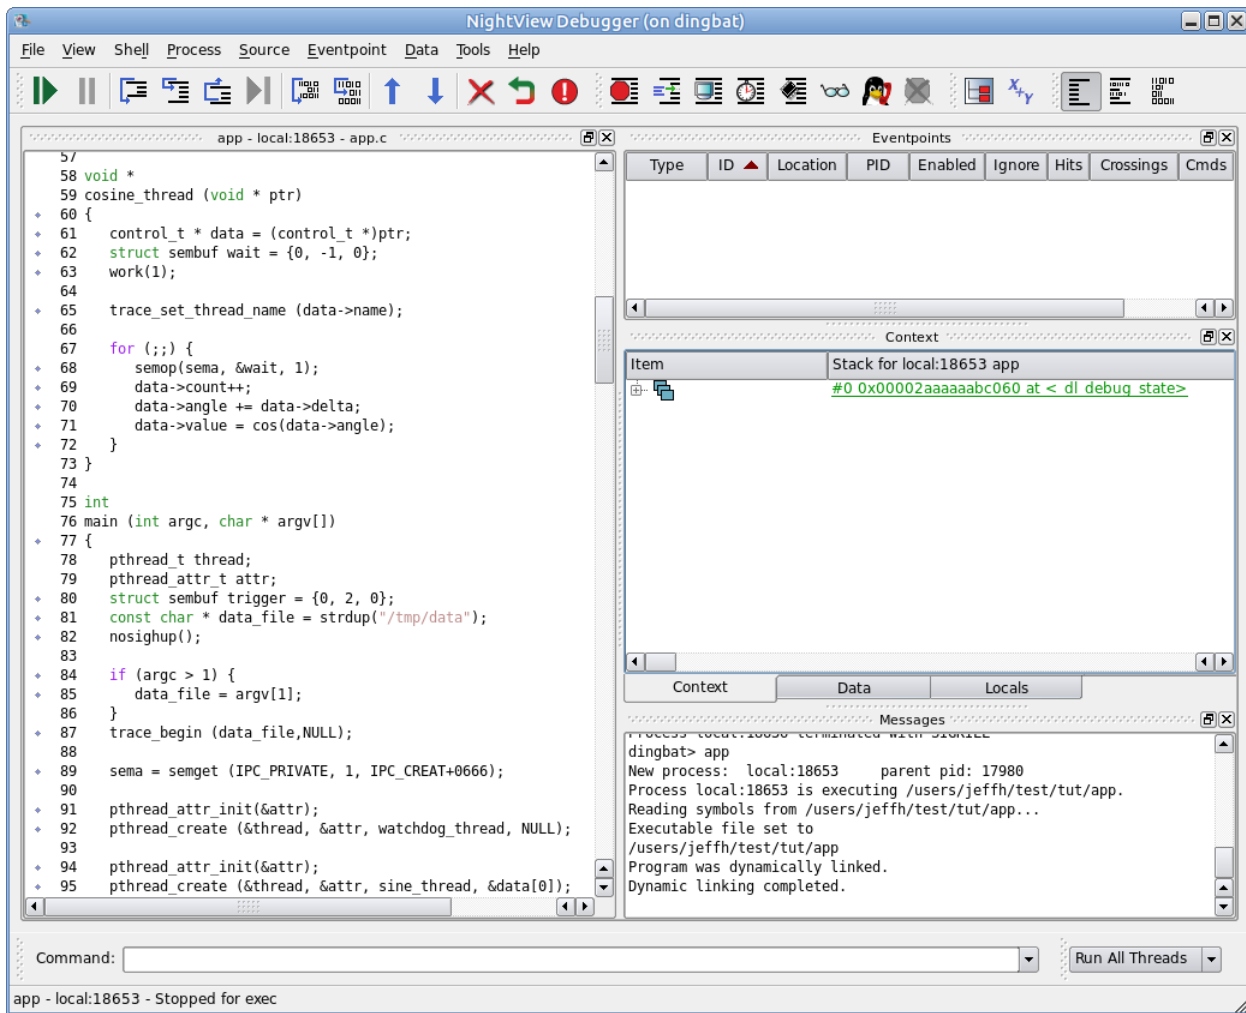 NightView Debugger (on dingbat)
File View Shell Process Source Eventpoint Data Tools Help
app - local:18653 - app.c
57
58 void *
59 cosine_thread (void * ptr)
60 {
61    control_t * data = (control_t *)ptr;
62    struct sembuf wait = {0, -1, 0};
63    work(1);
64
65    trace_set_thread_name (data->name);
66
67    for (;;) {
68       semop(sema, &wait, 1);
69       data->count++;
70       data->angle += data->delta;
71       data->value = cos(data->angle);
72    }
73 }
74
75 int
76 main (int argc, char * argv[])
77 {
78    pthread_t thread;
79    pthread_attr_t attr;
80    struct sembuf trigger = {0, 2, 0};
81    const char * data_file = strdup("/tmp/data");
82    nosighup();
83
84    if (argc > 1) {
85       data_file = argv[1];
86    }
87    trace_begin (data_file,NULL);
88
89    sema = semget (IPC_PRIVATE, 1, IPC_CREAT+0666);
90
91    pthread_attr_init(&attr);
92    pthread_create (&thread, &attr, watchdog_thread, NULL);
93
94    pthread_attr_init(&attr);
95    pthread_create (&thread, &attr, sine_thread, &data[0]);
Eventpoints
Type ID Location PID Enabled Ignore Hits Crossings Cmds
Context
Item Stack for local:18653 app
#0 0x00002aaaaaabc060 at <_dl_debug_state>
Context Data Locals
Messages
Process local:18650 terminated with SIGKILL
dingbat> app
New process:  local:18653     parent pid: 17980
Process local:18653 is executing /users/jeffh/test/tut/app.
Reading symbols from /users/jeffh/test/tut/app...
Executable file set to
/users/jeffh/test/tut/app
Program was dynamically linked.
Dynamic linking completed.
Command:
Run All Threads
app - local:18653 - Stopped for exec